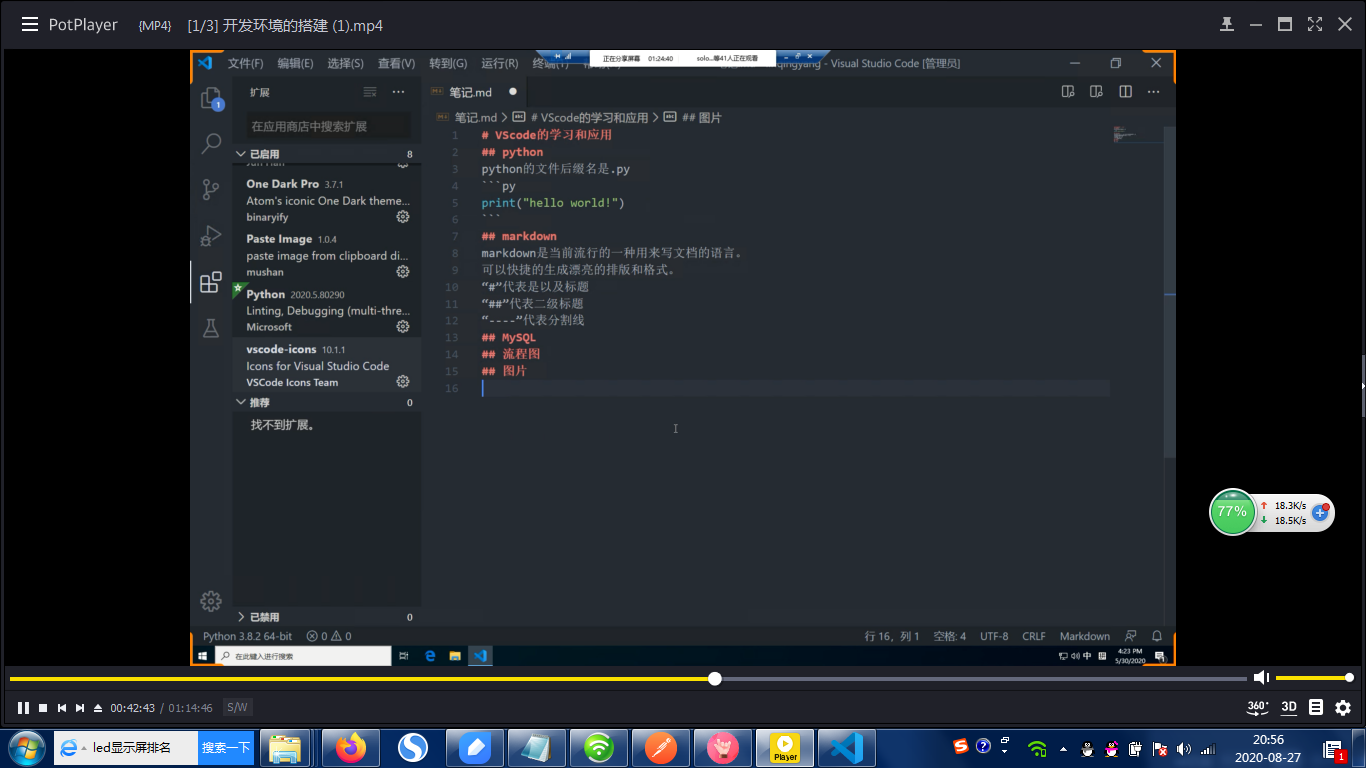 PotPlayer {MP4} [1/3] 开发环境的搭建 (1).mp4
正在分享屏幕 01:24:40 solo...等41人正在观看
文件(F) 编辑(E) 选择(S) 查看(V) 转到(G) 运行(R) 终端(T) qingyang - Visual Studio Code [管理员]
扩展
在应用商店中搜索扩展
已启用 8
One Dark Pro 3.7.1
Atom's iconic One Dark theme...
binaryify
Paste Image 1.0.4
paste image from clipboard di...
mushan
Python 2020.5.80290
Linting, Debugging (multi-thre...
Microsoft
vscode-icons 10.1.1
Icons for Visual Studio Code
VSCode Icons Team
推荐 0
找不到扩展。
已禁用 0
1
笔记.md
笔记.md > # VScode的学习和应用 > ## 图片
1 # VScode的学习和应用
2 ## python
3 python的文件后缀名是.py
4 ```py
5 print("hello world!")
6 ```
7 ## markdown
8 markdown是当前流行的一种用来写文档的语言。
9 可以快捷的生成漂亮的排版和格式。
10 “#”代表是以及标题
11 “##”代表二级标题
12 “----”代表分割线
13 ## MySQL
14 ## 流程图
15 ## 图片
16
77% 18.3K/s
18.5K/s
Python 3.8.2 64-bit 0 0 行 16，列 1 空格: 4 UTF-8 CRLF Markdown
在此键入进行搜索
中 4:23 PM
5/30/2020
00:42:43 / 01:14:46 S/W 360° 3D
led显示屏排名 搜索一下
Player
20:56
2020-08-27
1